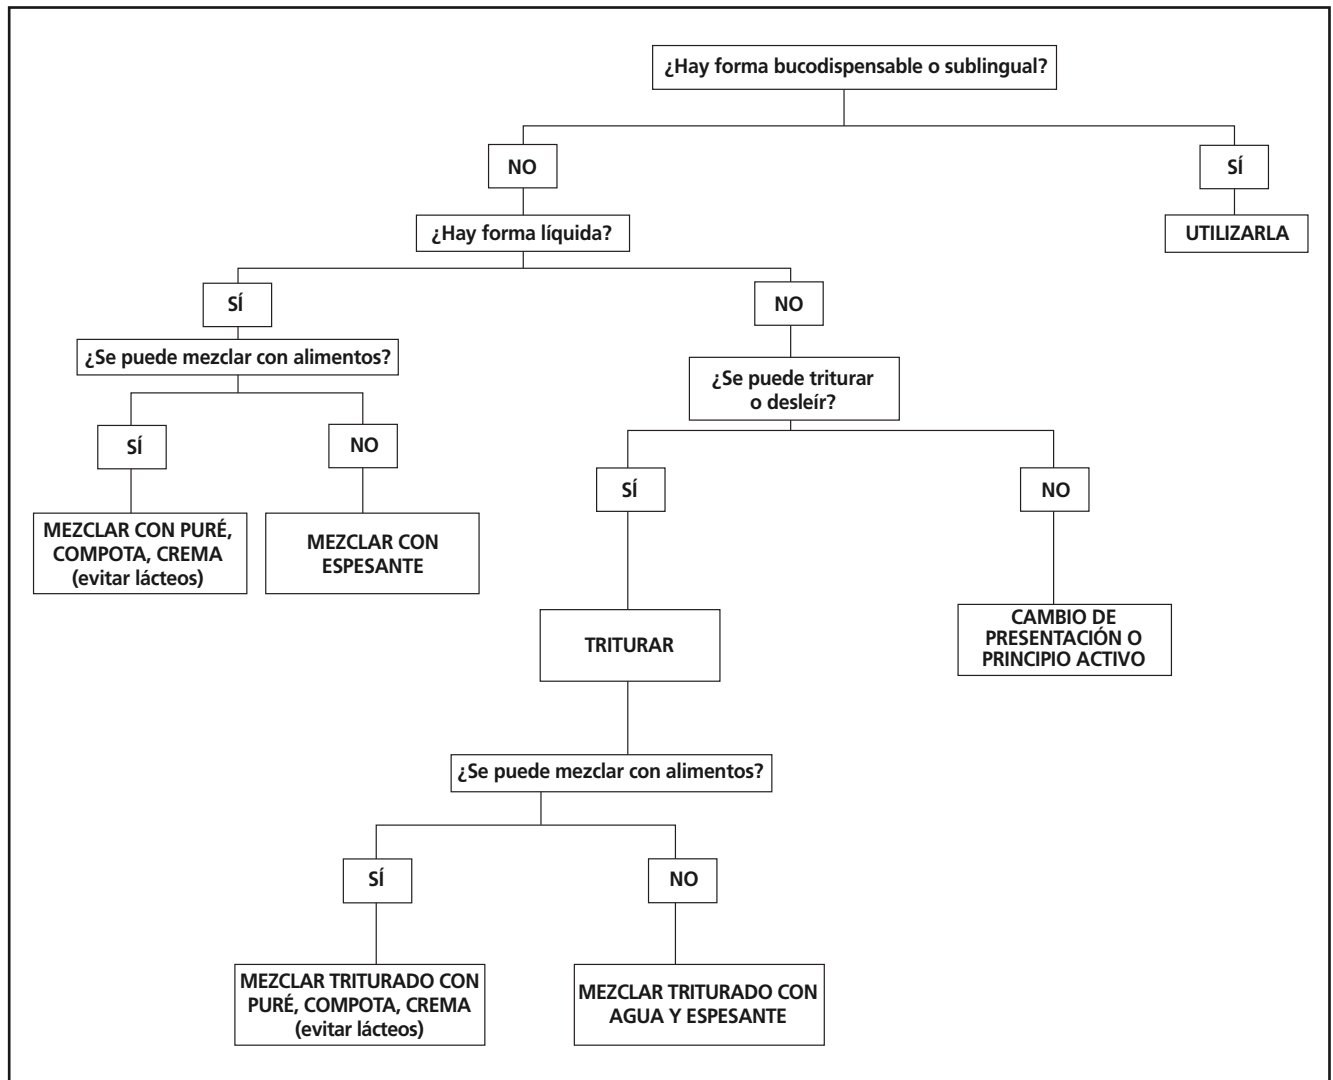 ¿Hay forma bucodispensable o sublingual?
NO
SÍ
¿Hay forma líquida?
UTILIZARLA
SÍ
NO
¿Se puede mezclar con alimentos?
¿Se puede triturar
o desleír?
SÍ
NO
SÍ
NO
MEZCLAR CON PURÉ,
COMPOTA, CREMA
(evitar lácteos)
MEZCLAR CON
ESPESANTE
TRITURAR
CAMBIO DE
PRESENTACIÓN O
PRINCIPIO ACTIVO
¿Se puede mezclar con alimentos?
SÍ
NO
MEZCLAR TRITURADO CON
PURÉ, COMPOTA, CREMA
(evitar lácteos)
MEZCLAR TRITURADO CON
AGUA Y ESPESANTE